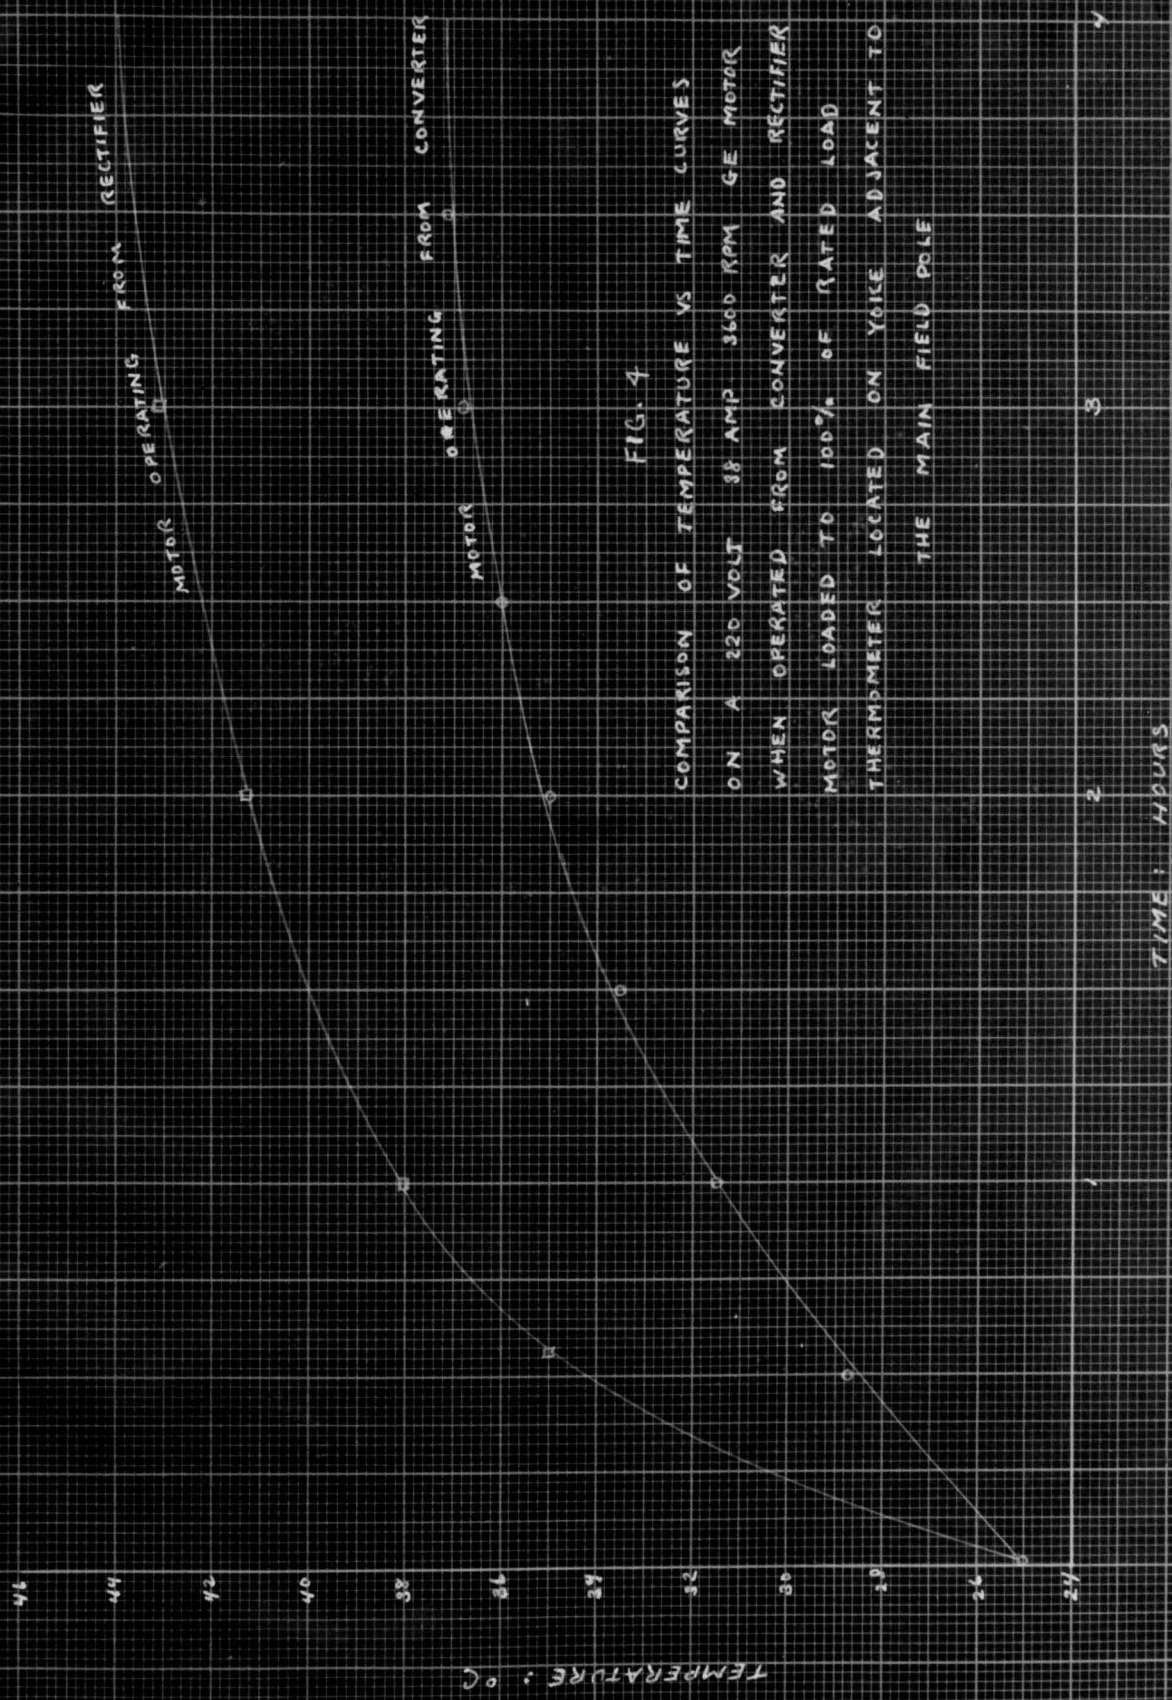 MOTOR OPERATING FROM RECTIFIER
MOTOR OPERATING FROM CONVERTER
FIG. 4
COMPARISON OF TEMPERATURE VS TIME CURVES
ON A 220 VOLT 38 AMP 3600 RPM GE MOTOR
WHEN OPERATED FROM CONVERTER AND RECTIFIER
MOTOR LOADED TO 100% OF RATED LOAD
THERMOMETER LOCATED ON YOKE ADJACENT TO
THE MAIN FIELD POLE
TEMPERATURE : °C
46
44
42
40
38
36
34
32
30
28
26
24
1
2
3
4
TIME : HOURS